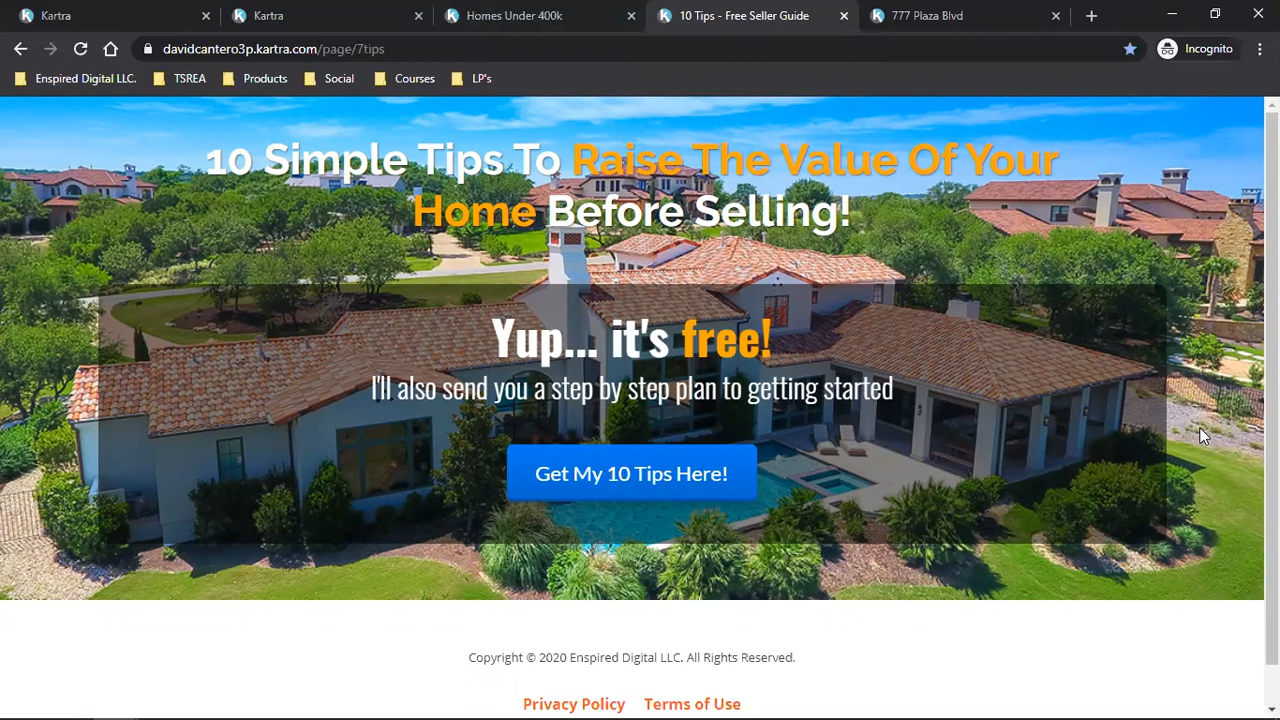 Kartra
Kartra
Homes Under 400k
10 Tips - Free Seller Guide
777 Plaza Blvd
davidcantero3p.kartra.com/page/7tips
Incognito
Enspired Digital LLC.
TSREA
Products
Social
Courses
LP's
10 Simple Tips To Raise The Value Of Your
Home Before Selling!
Yup... it's free!
I'll also send you a step by step plan to getting started
Get My 10 Tips Here!
Copyright © 2020 Enspired Digital LLC. All Rights Reserved.
Privacy Policy Terms of Use